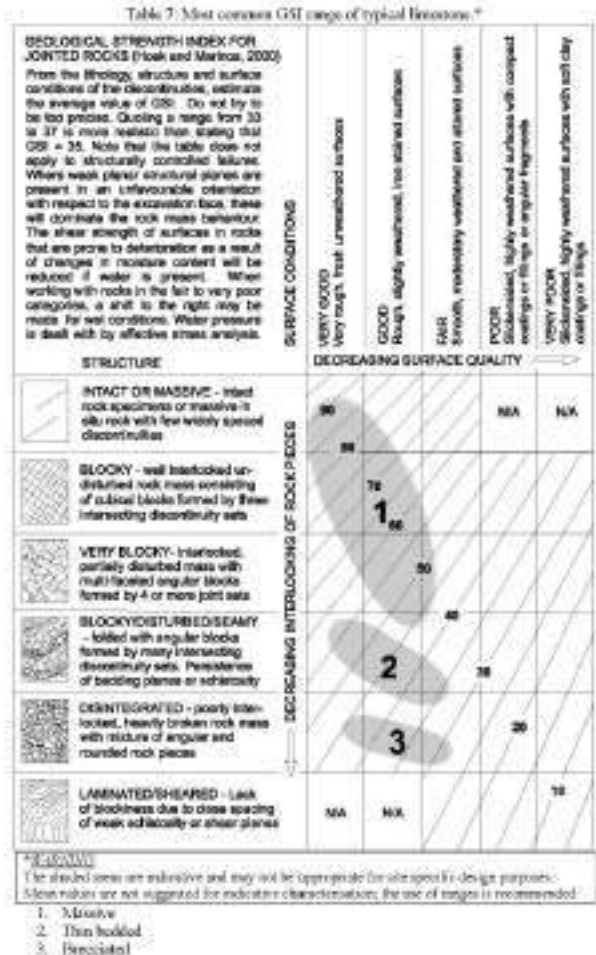 Table 7: Most common GSI range of typical limestone.*
GEOLOGICAL STRENGTH INDEX FOR
JOINTED ROCKS (Hoek and Marinos, 2000)
From the lithology, structure and surface
conditions of the discontinuities, estimate
the average value of GSI. Do not try to
be too precise. Quoting a range from 33
to 37 is more realistic than stating that
GSI = 35. Note that the table does not
apply to structurally controlled failures.
Where weak planar structural planes are
present in an unfavourable orientation
with respect to the excavation face, these
will dominate the rock mass behaviour.
The shear strength of surfaces in rocks
that are prone to deterioration as a result
of changes in moisture content will be
reduced if water is present. When
working with rocks in the fair to very poor
categories, a shift to the right may be
made for wet conditions. Water pressure
is dealt with by effective stress analysis.
STRUCTURE
SURFACE CONDITIONS
VERY GOOD
Very rough, fresh unweathered surfaces
GOOD
Rough, slightly weathered, iron stained surfaces
FAIR
Smooth, moderately weathered and altered surfaces
POOR
Slickensided, highly weathered surfaces with compact
coatings or fillings or angular fragments
VERY POOR
Slickensided, highly weathered surfaces with soft clay
coatings or fillings
DECREASING SURFACE QUALITY
DECREASING INTERLOCKING OF ROCK PIECES
INTACT OR MASSIVE - intact
rock specimens or massive in
situ rock with few widely spaced
discontinuities
90
80
N/A
N/A
BLOCKY - well interlocked un-
disturbed rock mass consisting
of cubical blocks formed by three
intersecting discontinuity sets
70
1
60
VERY BLOCKY- interlocked,
partially disturbed mass with
multi-faceted angular blocks
formed by 4 or more joint sets
50
40
BLOCKY/DISTURBED/SEAMY
- folded with angular blocks
formed by many intersecting
discontinuity sets. Persistence
of bedding planes or schistosity
2
30
DISINTEGRATED - poorly inter-
locked, heavily broken rock mass
with mixture of angular and
rounded rock pieces
3
20
LAMINATED/SHEARED - Lack
of blockiness due to close spacing
of weak schistosity or shear planes
N/A
N/A
10
*WARNING
The shaded areas are indicative and may not be appropriate for site specific design purposes.
Mean values are not suggested for indicative characterisation; the use of ranges is recommended
1. Massive
2. Thin bedded
3. Brecciated